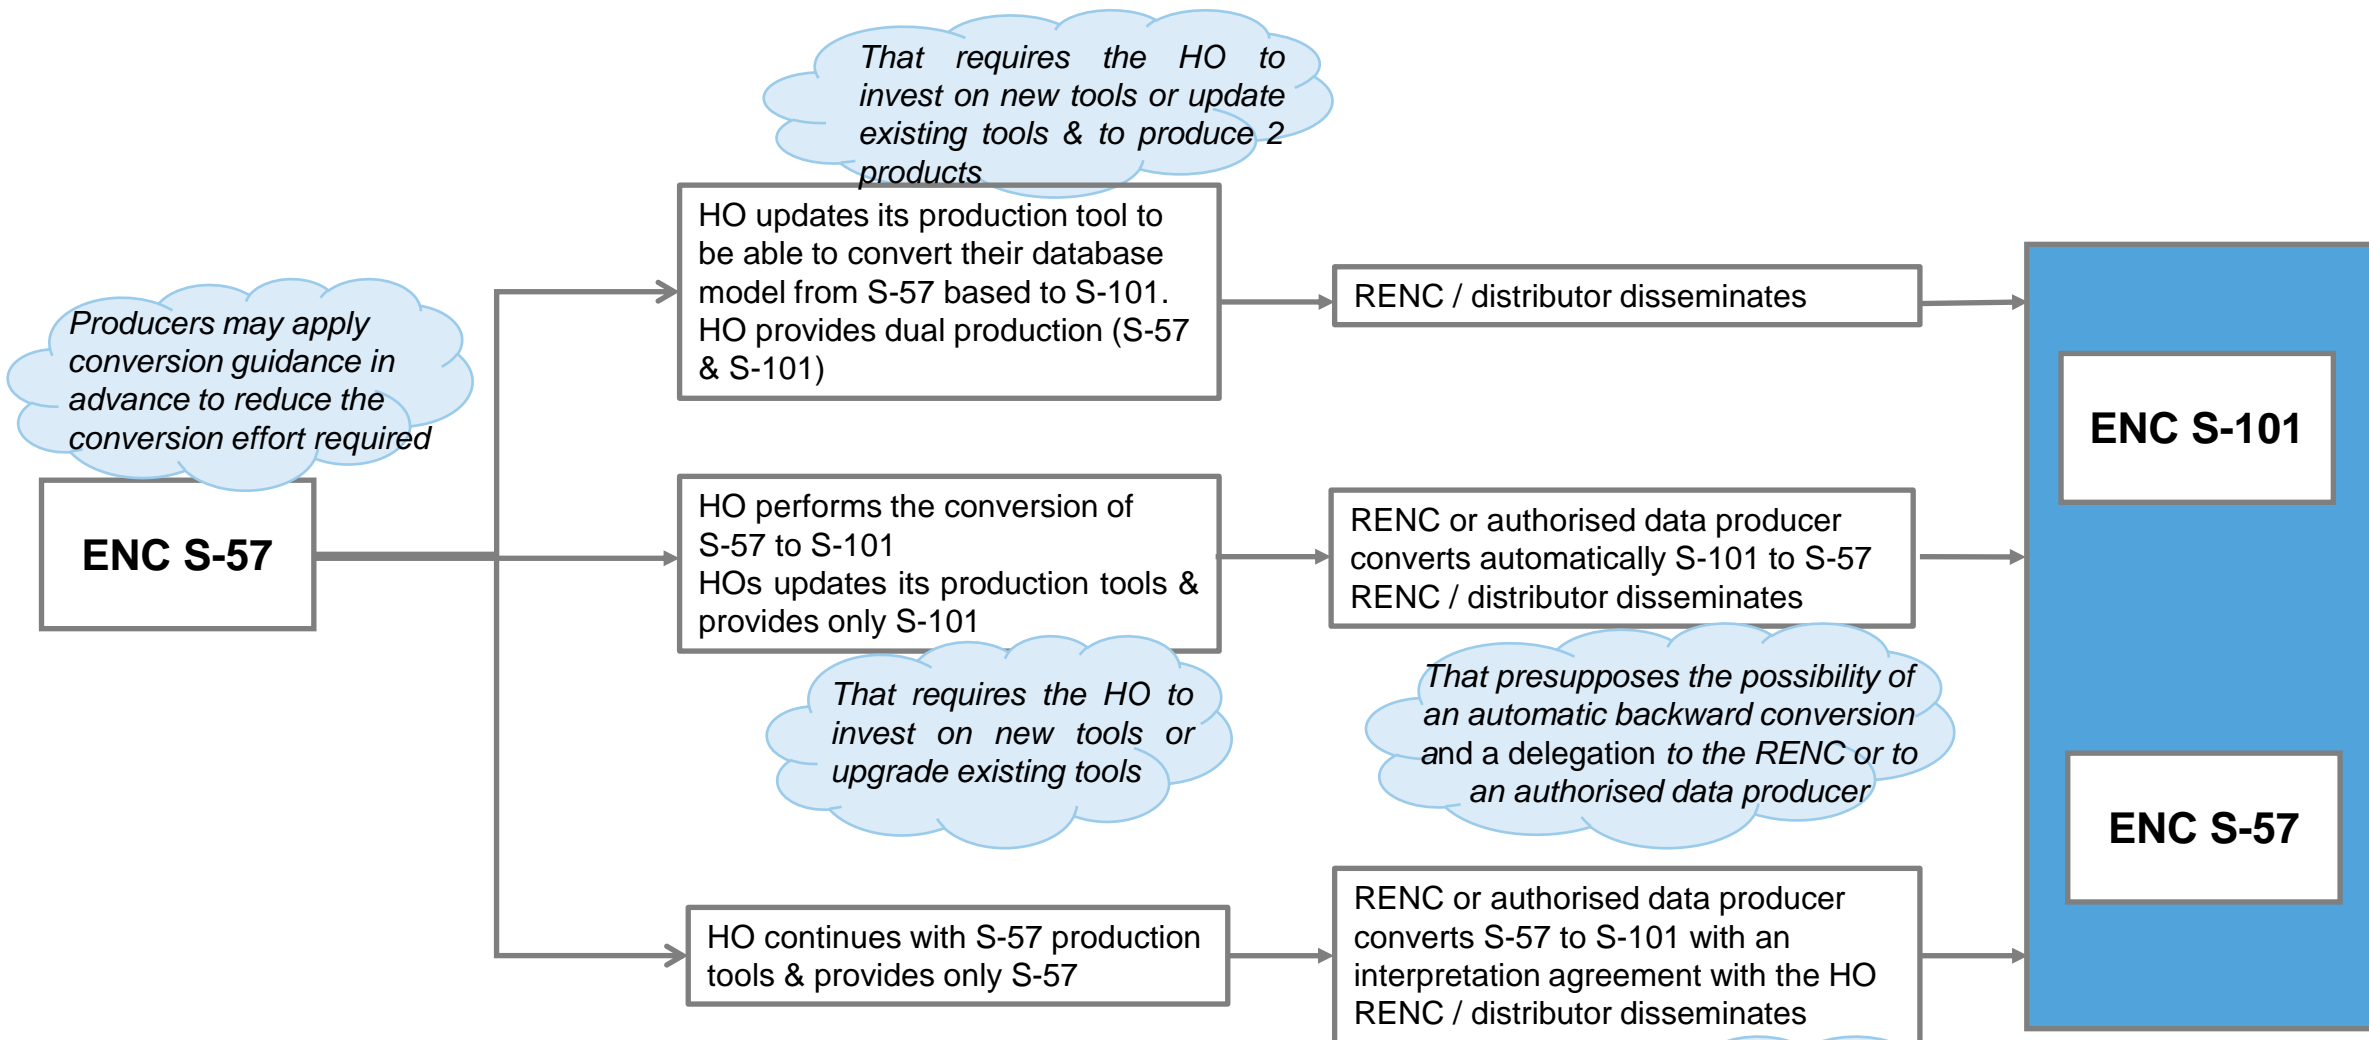 That requires the HO to
invest on new tools or update
existing tools & to produce 2
products
HO updates its production tool to
be able to convert their database
model from S-57 based to S-101.
HO provides dual production (S-57
& S-101)
RENC / distributor disseminates
Producers may apply
conversion guidance in
advance to reduce the
conversion effort required
ENC S-57
HO performs the conversion of
S-57 to S-101
HOs updates its production tools &
provides only S-101
RENC or authorised data producer
converts automatically S-101 to S-57
RENC / distributor disseminates
That requires the HO to
invest on new tools or
upgrade existing tools
That presupposes the possibility of
an automatic backward conversion
and a delegation to the RENC or to
an authorised data producer
HO continues with S-57 production
tools & provides only S-57
RENC or authorised data producer
converts S-57 to S-101 with an
interpretation agreement with the HO
RENC / distributor disseminates
ENC S-101
ENC S-57